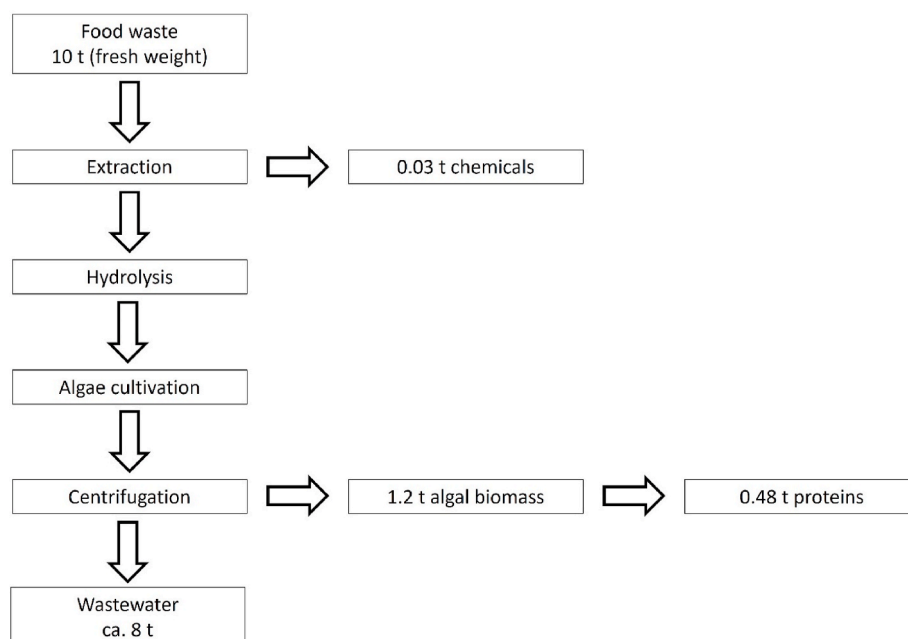 Food waste
10 t (fresh weight)
Extraction
0.03 t chemicals
Hydrolysis
Algae cultivation
Centrifugation
1.2 t algal biomass
0.48 t proteins
Wastewater
ca. 8 t